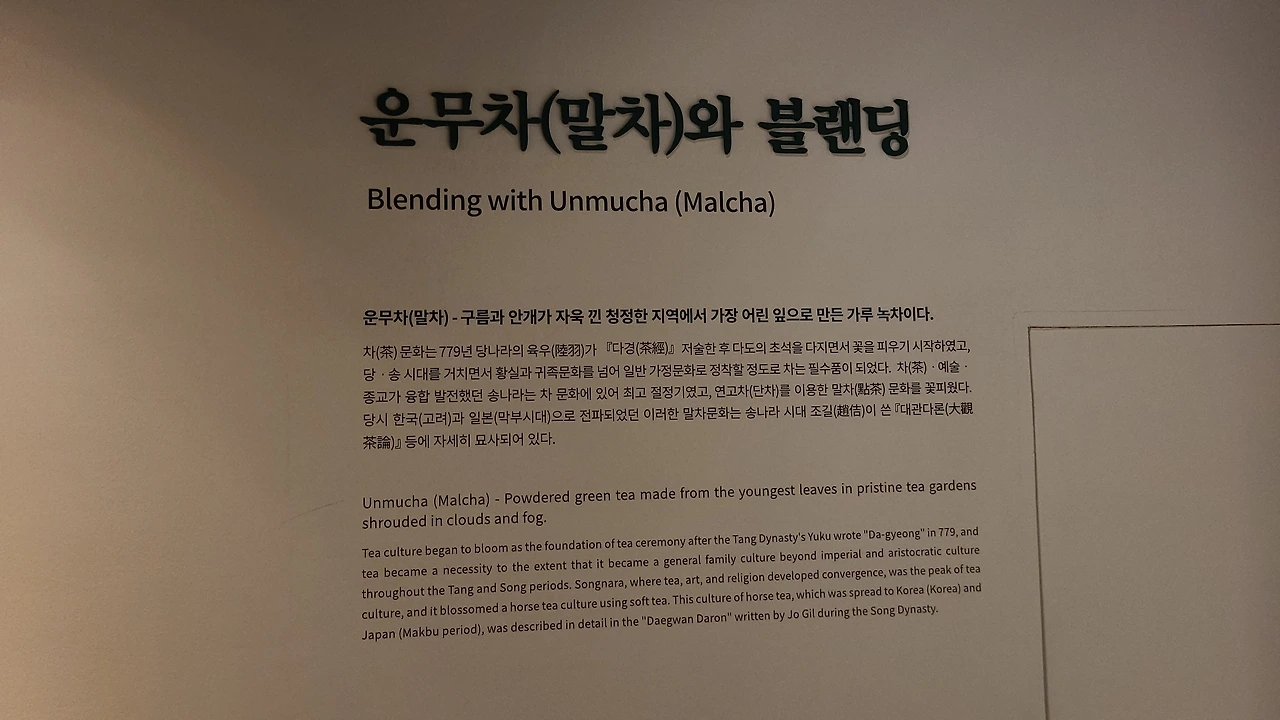 운무차(말차)와 블랜딩
Blending with Unmucha (Malcha)
운무차(말차) - 구름과 안개가 자욱 낀 청정한 지역에서 가장 어린 잎으로 만든 가루 녹차이다.
차(茶) 문화는 779년 당나라의 육우(陸羽)가 『다경(茶經)』 저술한 후 다도의 초석을 다지면서 꽃을 피우기 시작하였고,
당 · 송 시대를 거치면서 황실과 귀족문화를 넘어 일반 가정문화로 정착할 정도로 차는 필수품이 되었다. 차(茶) · 예술 ·
종교가 융합 발전했던 송나라는 차 문화에 있어 최고 절정기였고, 연고차(단차)를 이용한 말차(點茶) 문화를 꽃피웠다.
당시 한국(고려)과 일본(막부시대)으로 전파되었던 이러한 말차문화는 송나라 시대 조길(趙佶)이 쓴 『대관다론(大觀
茶論)』 등에 자세히 묘사되어 있다.
Unmucha (Malcha) - Powdered green tea made from the youngest leaves in pristine tea gardens
shrouded in clouds and fog.
Tea culture began to bloom as the foundation of tea ceremony after the Tang Dynasty's Yuku wrote "Da-gyeong" in 779, and
tea became a necessity to the extent that it became a general family culture beyond imperial and aristocratic culture
throughout the Tang and Song periods. Songnara, where tea, art, and religion developed convergence, was the peak of tea
culture, and it blossomed a horse tea culture using soft tea. This culture of horse tea, which was spread to Korea (Korea) and
Japan (Makbu period), was described in detail in the "Daegwan Daron" written by Jo Gil during the Song Dynasty.